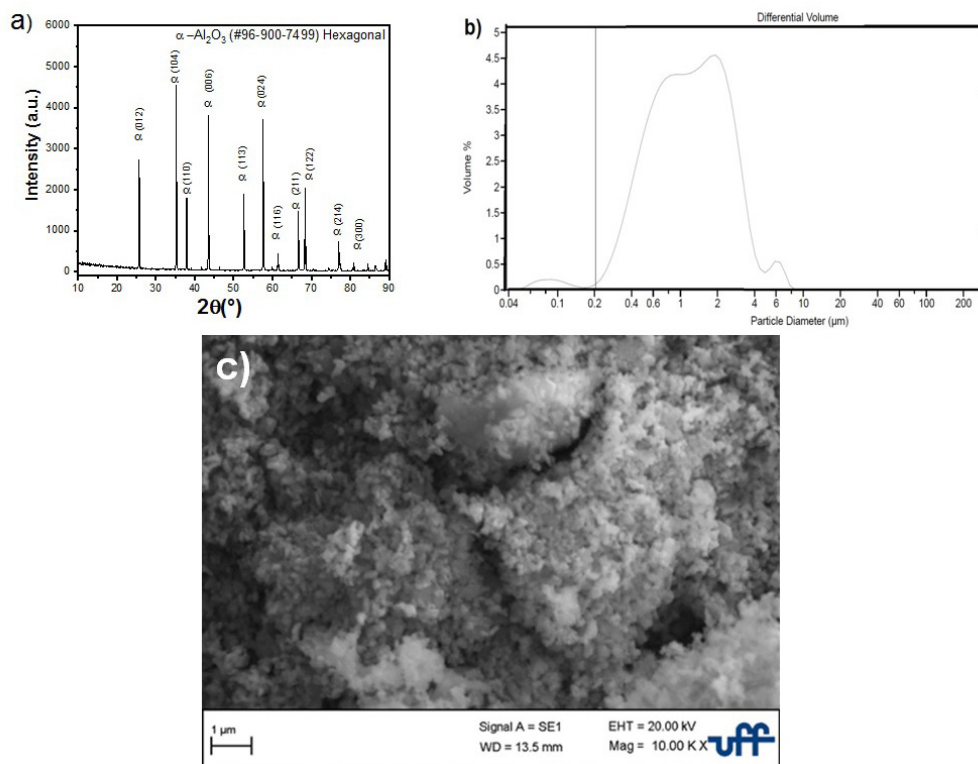 a)
α –Al₂O₃ (#96-900-7499) Hexagonal
Intensity (a.u.)
6000
5000
4000
3000
2000
1000
0
α (012)
α (104)
α (110)
α (006)
α (113)
α (024)
α (116)
α (211)
α (122)
α (214)
α (300)
10 20 30 40 50 60 70 80 90
2θ(°)
b)
Differential Volume
Volume %
5
4.5
4
3.5
3
2.5
2
1.5
1
0.5
0
0.04 0.1 0.2 0.4 0.6 1 2 4 6 10 20 40 60 100 200
Particle Diameter (µm)
c)
1 µm
Signal A = SE1 EHT = 20.00 kV
WD = 13.5 mm Mag = 10.00 K X
uff